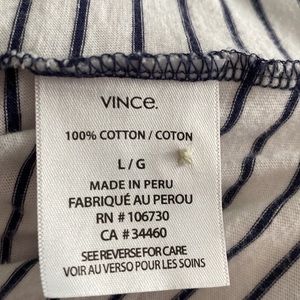 VINCE.
100% COTTON / COTON
L / G
MADE IN PERU
FABRIQUÉ AU PEROU
RN # 106730
CA # 34460
SEE REVERSE FOR CARE
VOIR AU VERSO POUR LES SOINS